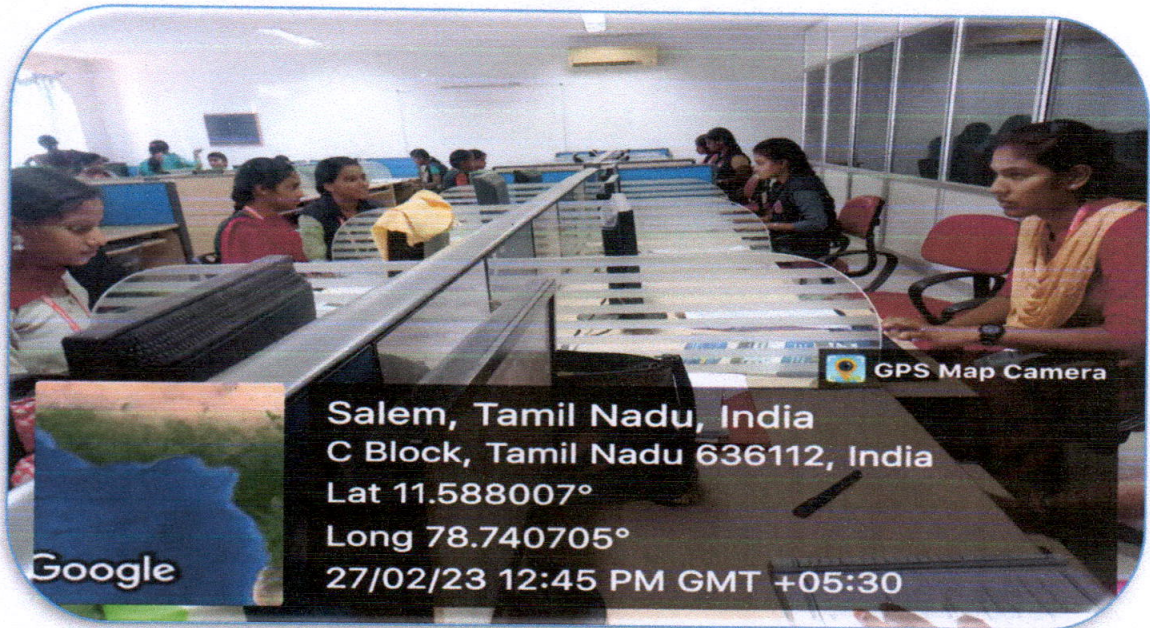 GPS Map Camera
Salem, Tamil Nadu, India
C Block, Tamil Nadu 636112, India
Lat 11.588007°
Long 78.740705°
27/02/23 12:45 PM GMT +05:30
Google